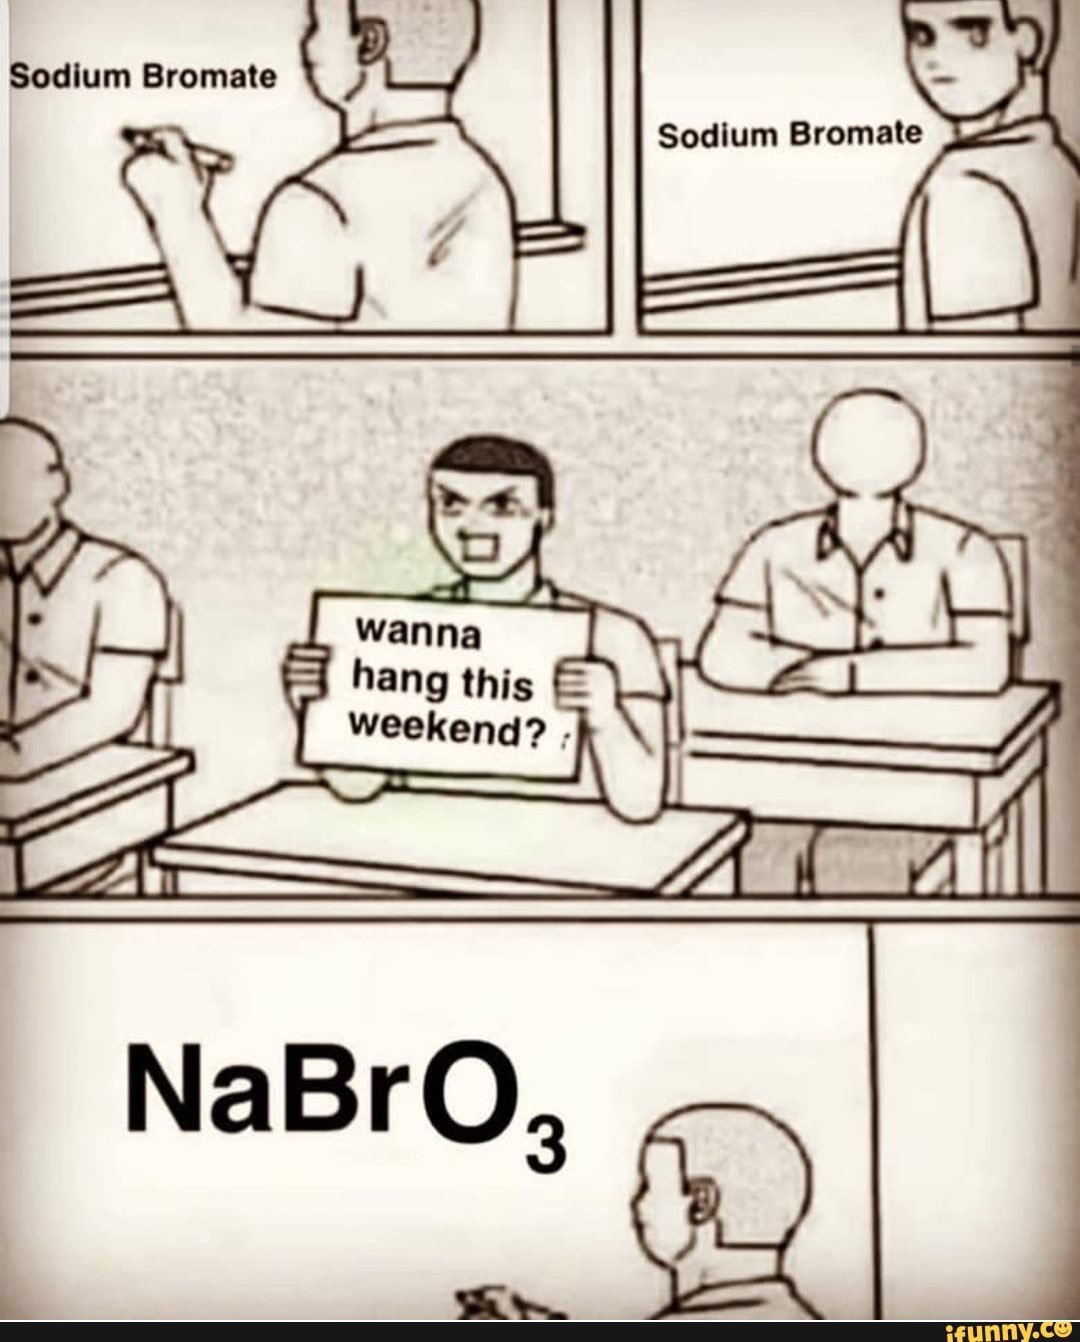 Sodium Bromate
Sodium Bromate
wanna
hang this
weekend?
NaBrO₃
ifunny.co